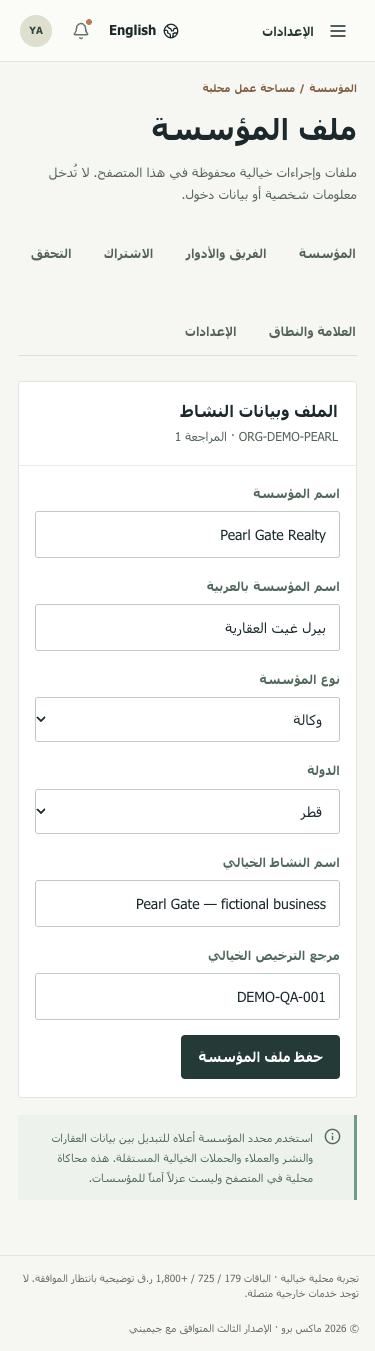 الإعدادات
English
YA
المؤسسة / مساحة عمل محلية
ملف المؤسسة
ملفات وإجراءات خيالية محفوظة في هذا المتصفح. لا تُدخل
معلومات شخصية أو بيانات دخول.
المؤسسة
الفريق والأدوار
الاشتراك
التحقق
العلامة والنطاق
الإعدادات
الملف وبيانات النشاط
ORG-DEMO-PEARL · المراجعة 1
اسم المؤسسة
Pearl Gate Realty
اسم المؤسسة بالعربية
بيرل غيت العقارية
نوع المؤسسة
وكالة
الدولة
قطر
اسم النشاط الخيالي
Pearl Gate — fictional business
مرجع الترخيص الخيالي
DEMO-QA-001
حفظ ملف المؤسسة
استخدم محدد المؤسسة أعلاه للتبديل بين بيانات العقارات
والنشر والعملاء والحملات الخيالية المستقلة. هذه محاكاة
محلية في المتصفح وليست عزلاً آمناً للمؤسسات.
تجربة محلية خيالية · الباقات 179 / 725 / +1,800 ر.ق توضيحية بانتظار الموافقة. لا
توجد خدمات خارجية متصلة.
© 2026 ماكس برو · الإصدار الثالث المتوافق مع جيميني